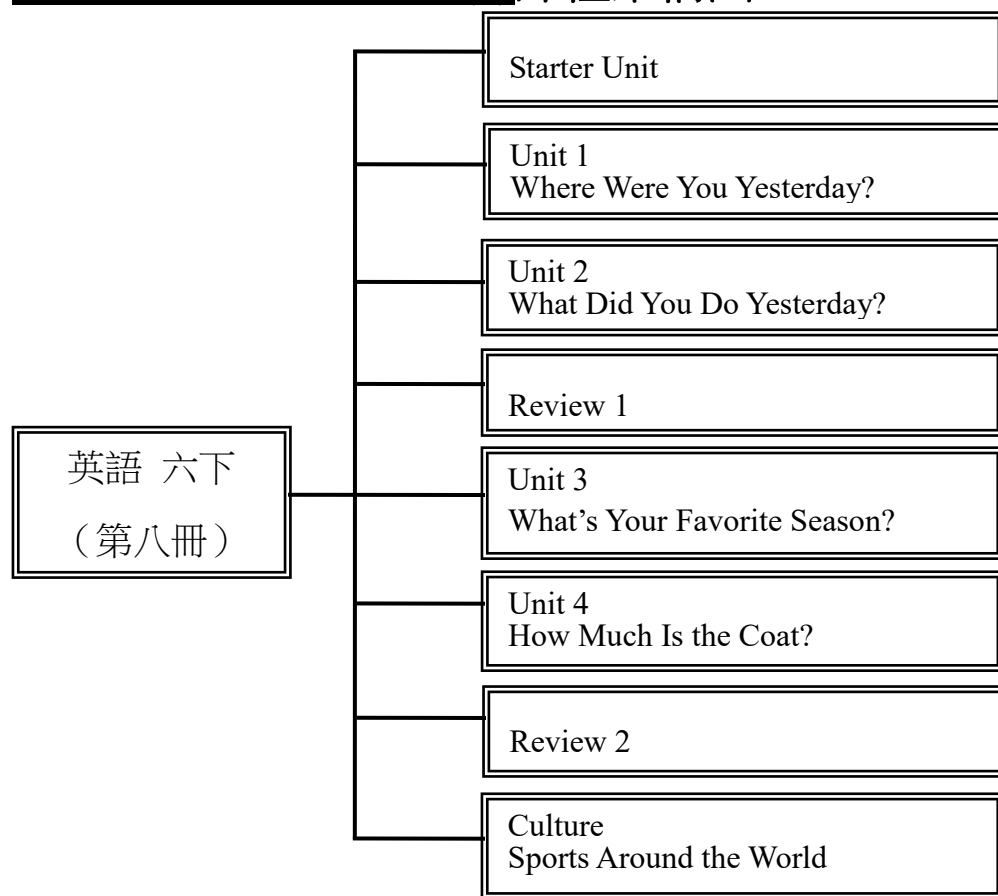 Starter Unit
Unit 1
Where Were You Yesterday?
Unit 2
What Did You Do Yesterday?
Review 1
英語 六下
（第八冊）
Unit 3
What’s Your Favorite Season?
Unit 4
How Much Is the Coat?
Review 2
Culture
Sports Around the World